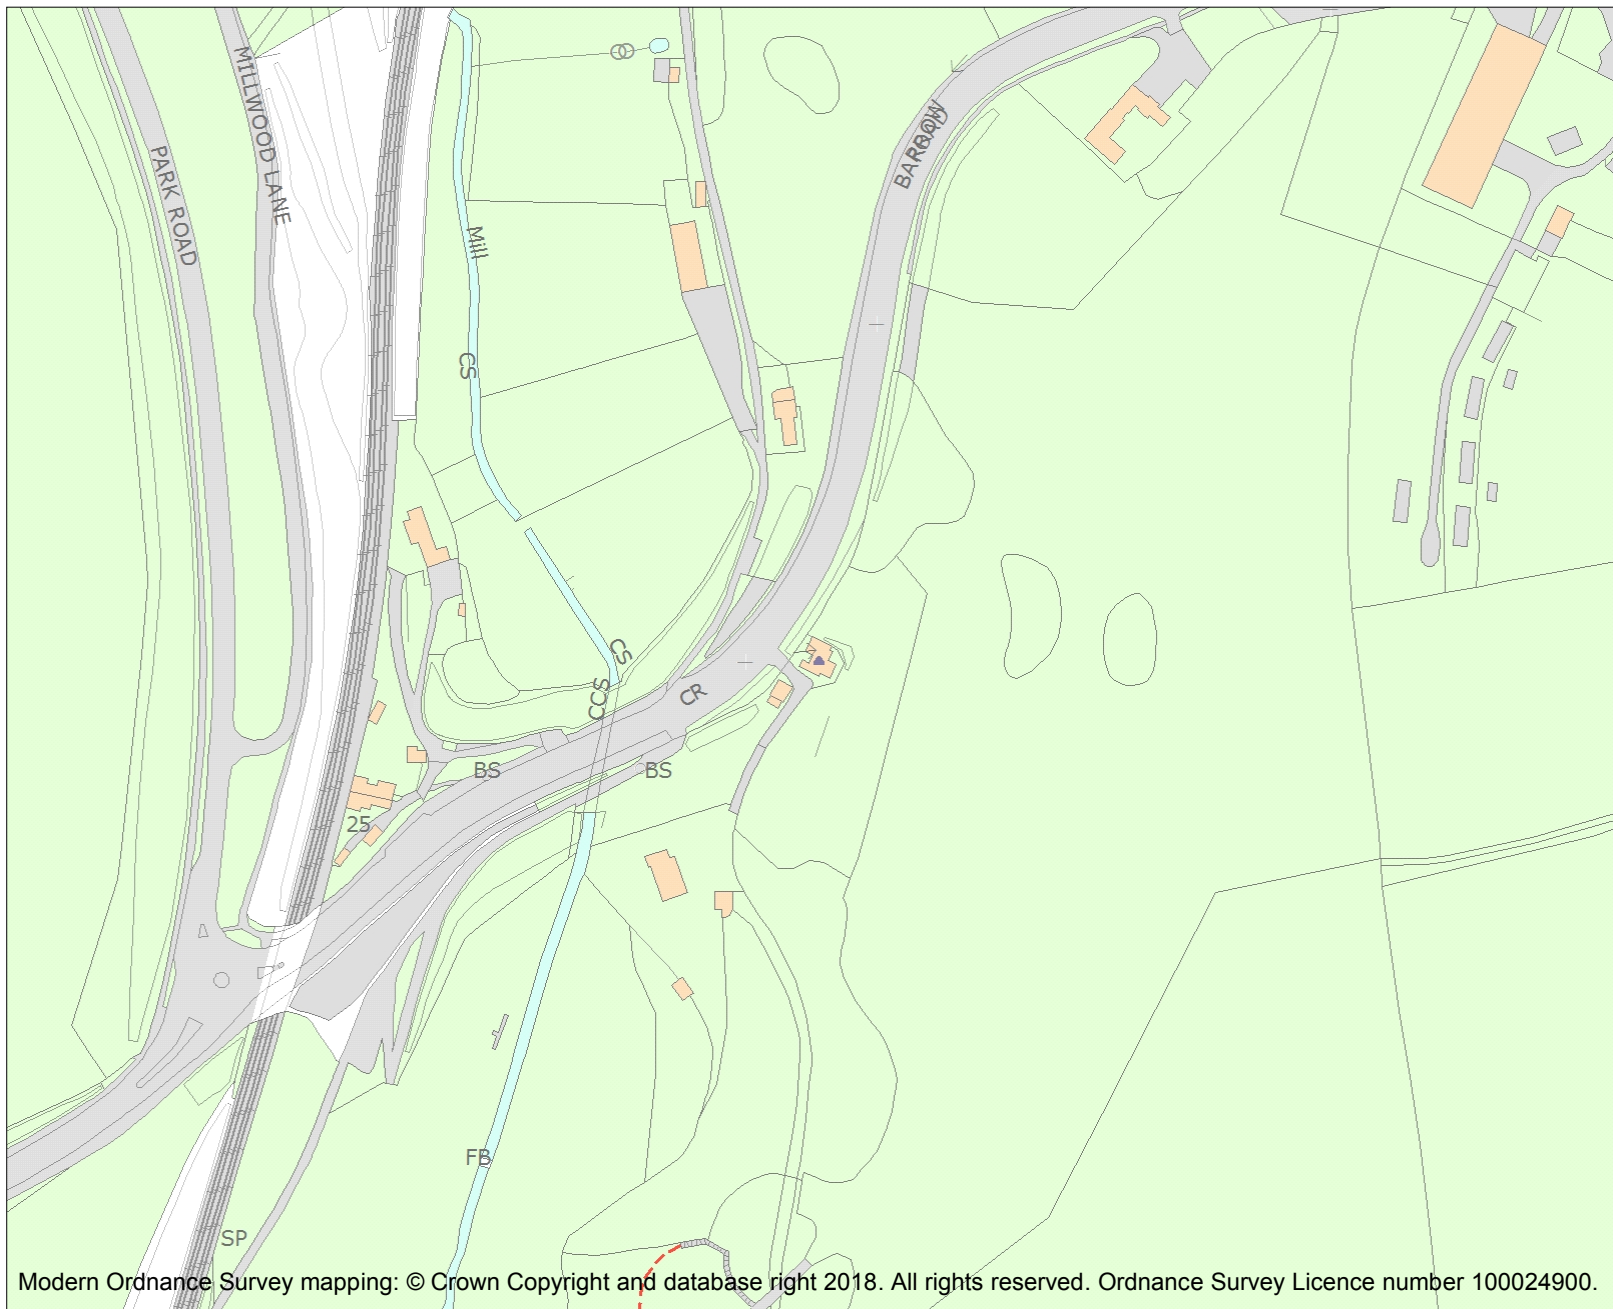 MILLWOOD LANE
PARK ROAD
BARROW
ROAD
Mill
CS
CS
CCS
CR
BS
BS
25
FB
SP
Modern Ordnance Survey mapping: © Crown Copyright and database right 2018. All rights reserved. Ordnance Survey Licence number 100024900.